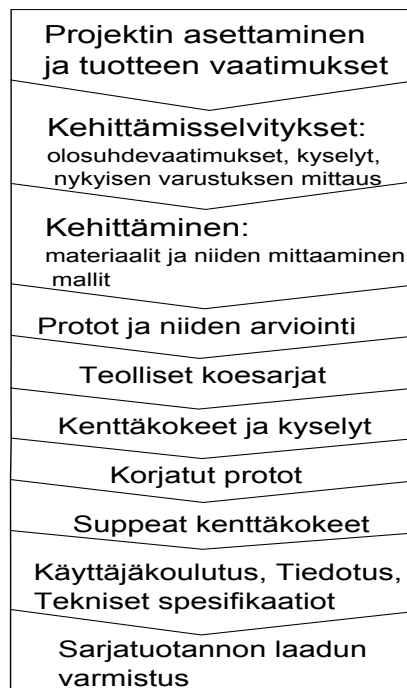 Projektin asettaminen
ja tuotteen vaatimukset
Kehittämisselvitykset:
olosuhdevaatimukset, kyselyt,
nykyisen varustuksen mittaus
Kehittäminen:
materiaalit ja niiden mittaaminen
mallit
Protot ja niiden arviointi
Teolliset koesarjat
Kenttäkokeet ja kyselyt
Korjatut protot
Suppeat kenttäkokeet
Käyttäjäkoulutus, Tiedotus,
Tekniset spesifikaatiot
Sarjatuotannon laadun
varmistus